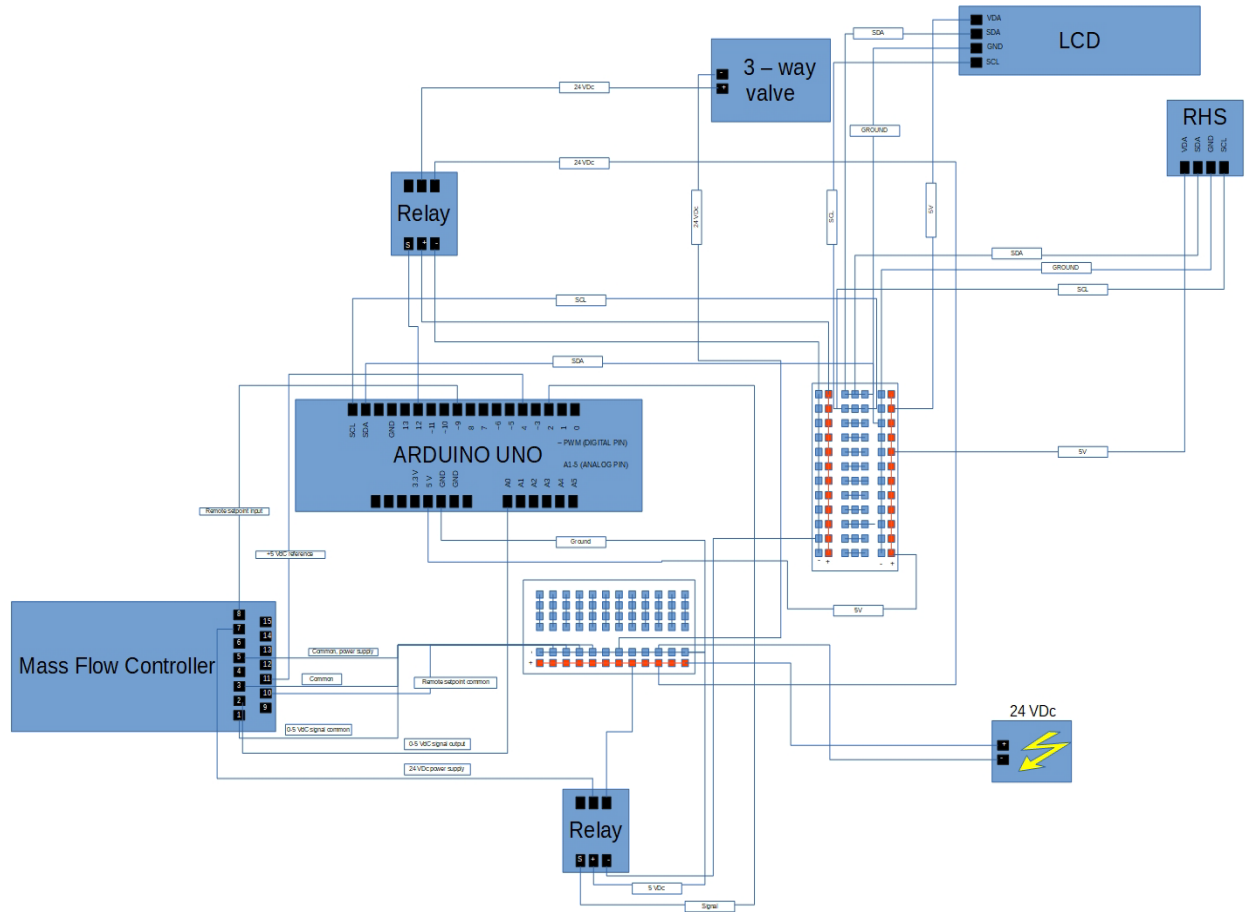 VDA
SDA
GND
SCL
LCD
SDA
3 – way
valve
-
+
24 VDc
RHS
VDA
SDA
GND
SCL
GROUND
24 VDc
Relay
S
+
-
24 VDc
SCL
5V
SDA
GROUND
SCL
SCL
SDA
SCL
SDA
GND
13
12
~11
~10
~9
8
7
~6
~5
4
~3
2
1
0
~ PWM (DIGITAL PIN)
ARDUINO UNO
A1-5 (ANALOG PIN)
3.3 V
5 V
GND
GND
A0
A1
A2
A3
A4
A5
5V
Remote setpoint input
Ground
+5 VDC reference
- +
- +
5V
8
7
6
5
4
3
2
1
15
14
13
12
11
10
9
Mass Flow Controller
Common, power supply
Common
Remote setpoint common
-
+
0-5 VdC signal common
0-5 VdC signal output
24 VDc power supply
24 VDc
+
-
Relay
S
+
-
5 VDc
Signal